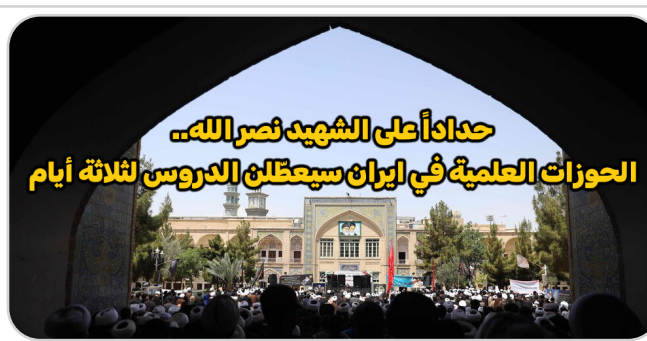 حداداً على الشهيد نصر الله..
الحوزات العلمية في ايران سيعطّلن الدروس لثلاثة أيام